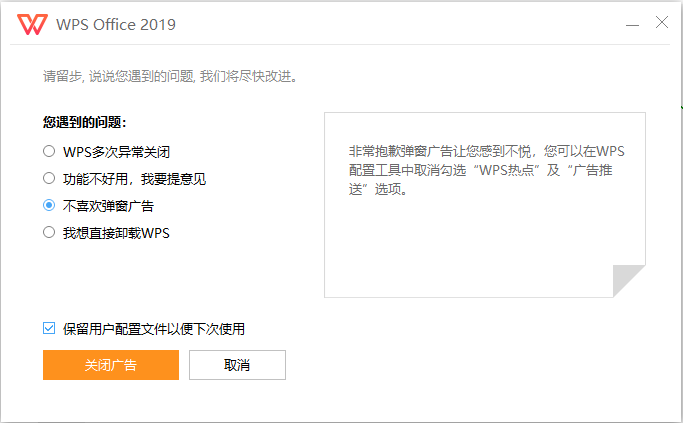 WPS Office 2019
请留步, 说说您遇到的问题, 我们将尽快改进。
您遇到的问题：
WPS多次异常关闭
功能不好用，我要提意见
不喜欢弹窗广告
我想直接卸载WPS
非常抱歉弹窗广告让您感到不悦，您可以在WPS
配置工具中取消勾选“WPS热点”及“广告推
送”选项。
保留用户配置文件以便下次使用
关闭广告
取消